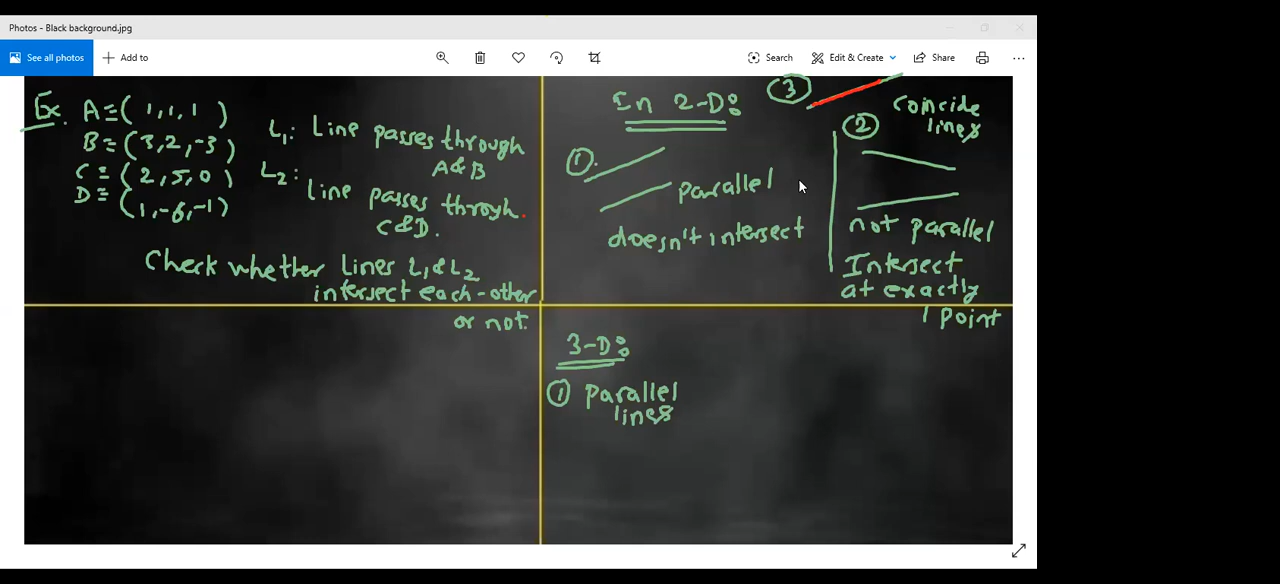 Photos - Black background.jpg
See all photos
Add to
Search
Edit & Create
Share
Ex.
A ≡ ( 1, 1, 1 )
B ≡ ( 3, 2, -3 )
C ≡ ( 2, 5, 0 )
D ≡ ( 1, -6, -1 )
L1: Line passes through
A & B
L2: Line passes through.
C & D.
Check whether Lines L1 & L2
intersect each-other
or not.
In 2-D:
①
parallel
doesn't intersect
③
coincide
lines
②
not parallel
Intersect
at exactly
1 point
3-D:
① parallel
lines